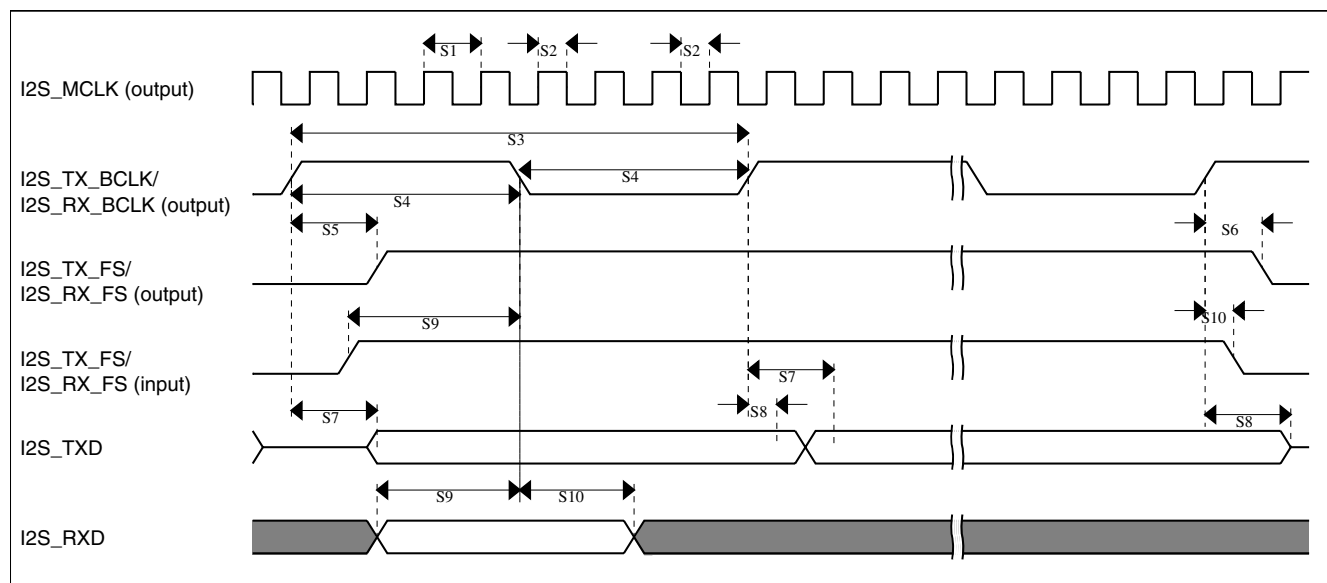 S1
S2
S2
I2S_MCLK (output)
S3
I2S_TX_BCLK/
I2S_RX_BCLK (output)
S4
S4
S5
S6
I2S_TX_FS/
I2S_RX_FS (output)
S9
S10
I2S_TX_FS/
I2S_RX_FS (input)
S7
S7
S8
S8
I2S_TXD
S9
S10
I2S_RXD